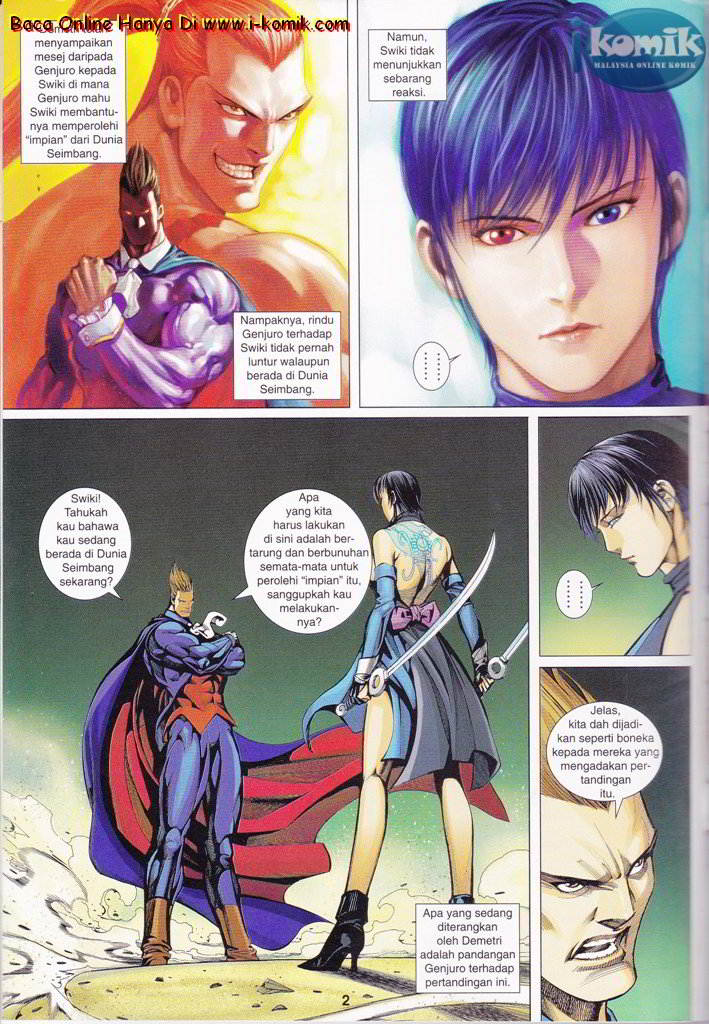 Baca Online Hanya Di www.i-komik.com
menyampaikan
mesej daripada
Genjuro kepada
Swiki di mana
Genjuro mahu
Swiki membantu-
nya memperolehi
“impian” dari Dunia
Seimbang.
Namun,
Swiki tidak
menunjukkan
sebarang
reaksi.
i komik
MALAYSIA ONLINE KOMIK
Nampaknya, rindu
Genjuro terhadap
Swiki tidak pernah
luntur walaupun
berada di Dunia
Seimbang.
Swiki!
Tahukah
kau bahawa
kau sedang
berada di Dunia
Seimbang
sekarang?
Apa
yang kita
harus lakukan
di sini adalah ber-
tarung dan berbunuhan
semata-mata untuk
perolehi “impian” itu,
sanggupkah kau
melakukan-
nya?
Jelas,
kita dah dijadi-
kan seperti boneka
kepada mereka yang
mengadakan per-
tandingan
itu.
Apa yang sedang
diterangkan
oleh Demetri
adalah pandangan
Genjuro terhadap
pertandingan ini.
2